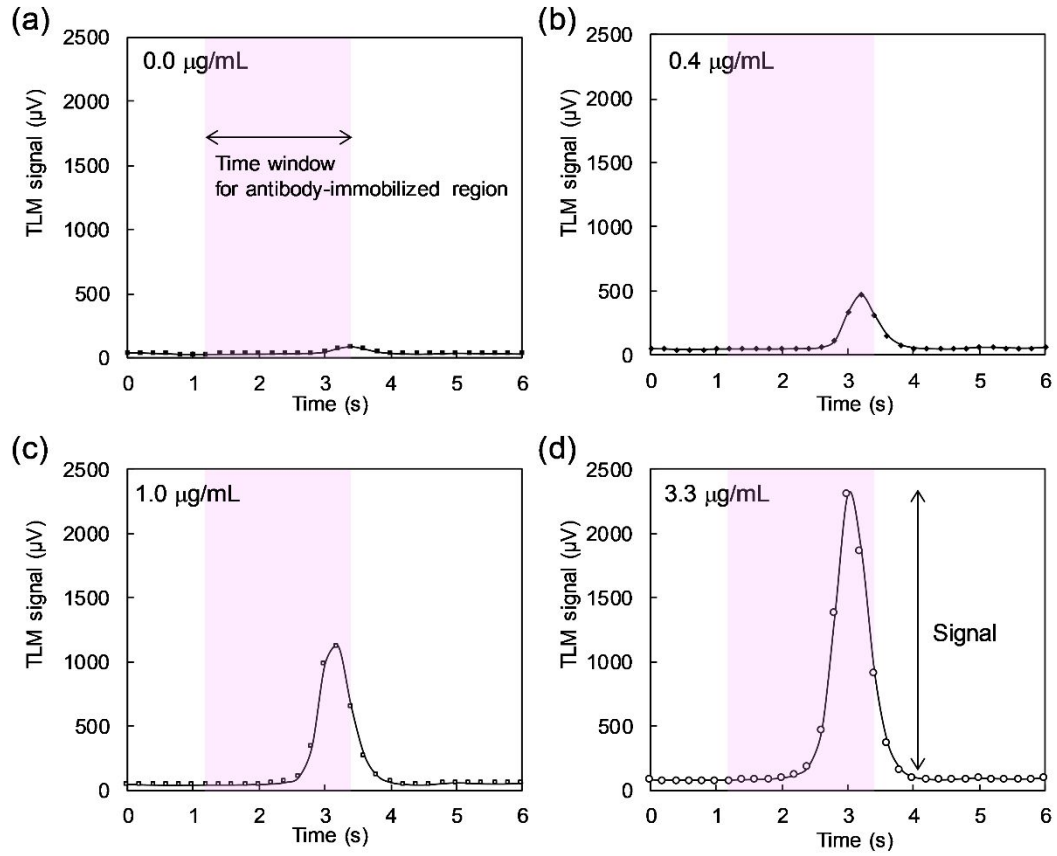 (a)
0.0 μg/mL
TLM signal (μV)
2500
2000
1500
1000
500
0
Time window
for antibody-immobilized region
0 1 2 3 4 5 6
Time (s)
(b)
0.4 μg/mL
TLM signal (μV)
2500
2000
1500
1000
500
0
0 1 2 3 4 5 6
Time (s)
(c)
1.0 μg/mL
TLM signal (μV)
2500
2000
1500
1000
500
0
0 1 2 3 4 5 6
Time (s)
(d)
3.3 μg/mL
TLM signal (μV)
2500
2000
1500
1000
500
0
Signal
0 1 2 3 4 5 6
Time (s)